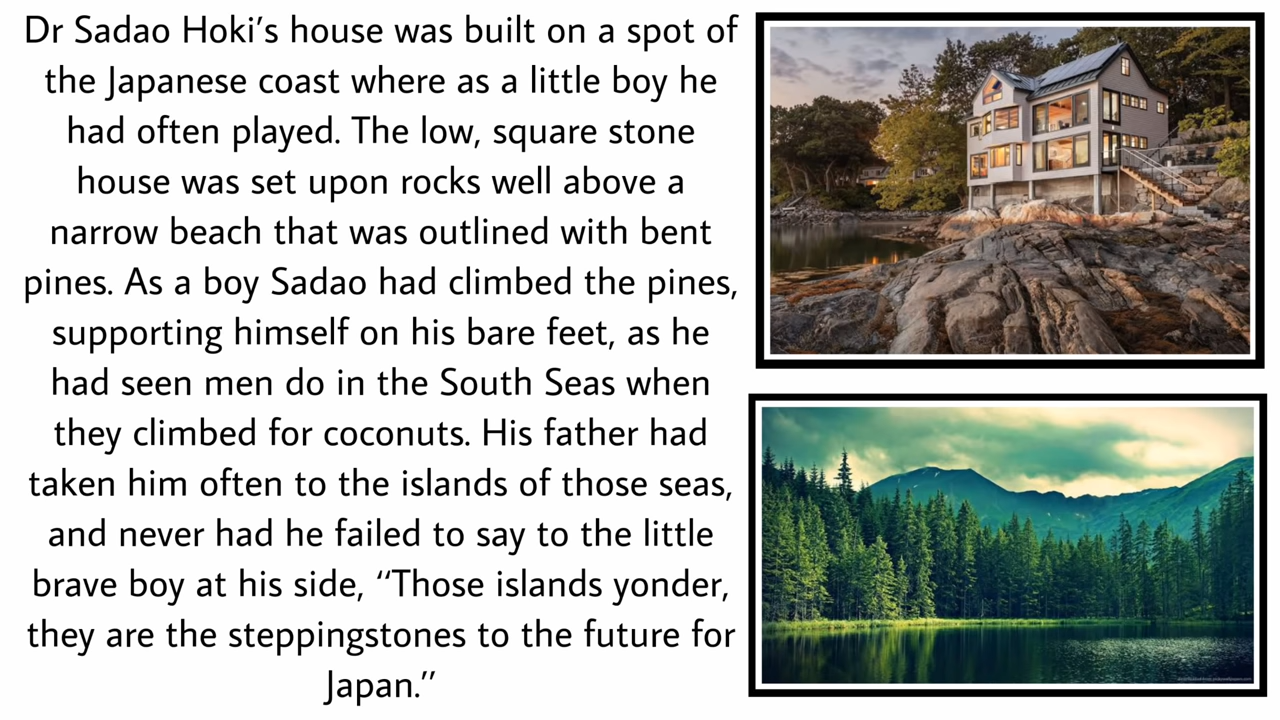 Dr Sadao Hoki’s house was built on a spot of
the Japanese coast where as a little boy he
had often played. The low, square stone
house was set upon rocks well above a
narrow beach that was outlined with bent
pines. As a boy Sadao had climbed the pines,
supporting himself on his bare feet, as he
had seen men do in the South Seas when
they climbed for coconuts. His father had
taken him often to the islands of those seas,
and never had he failed to say to the little
brave boy at his side, ‘‘Those islands yonder,
they are the steppingstones to the future for
Japan.’’